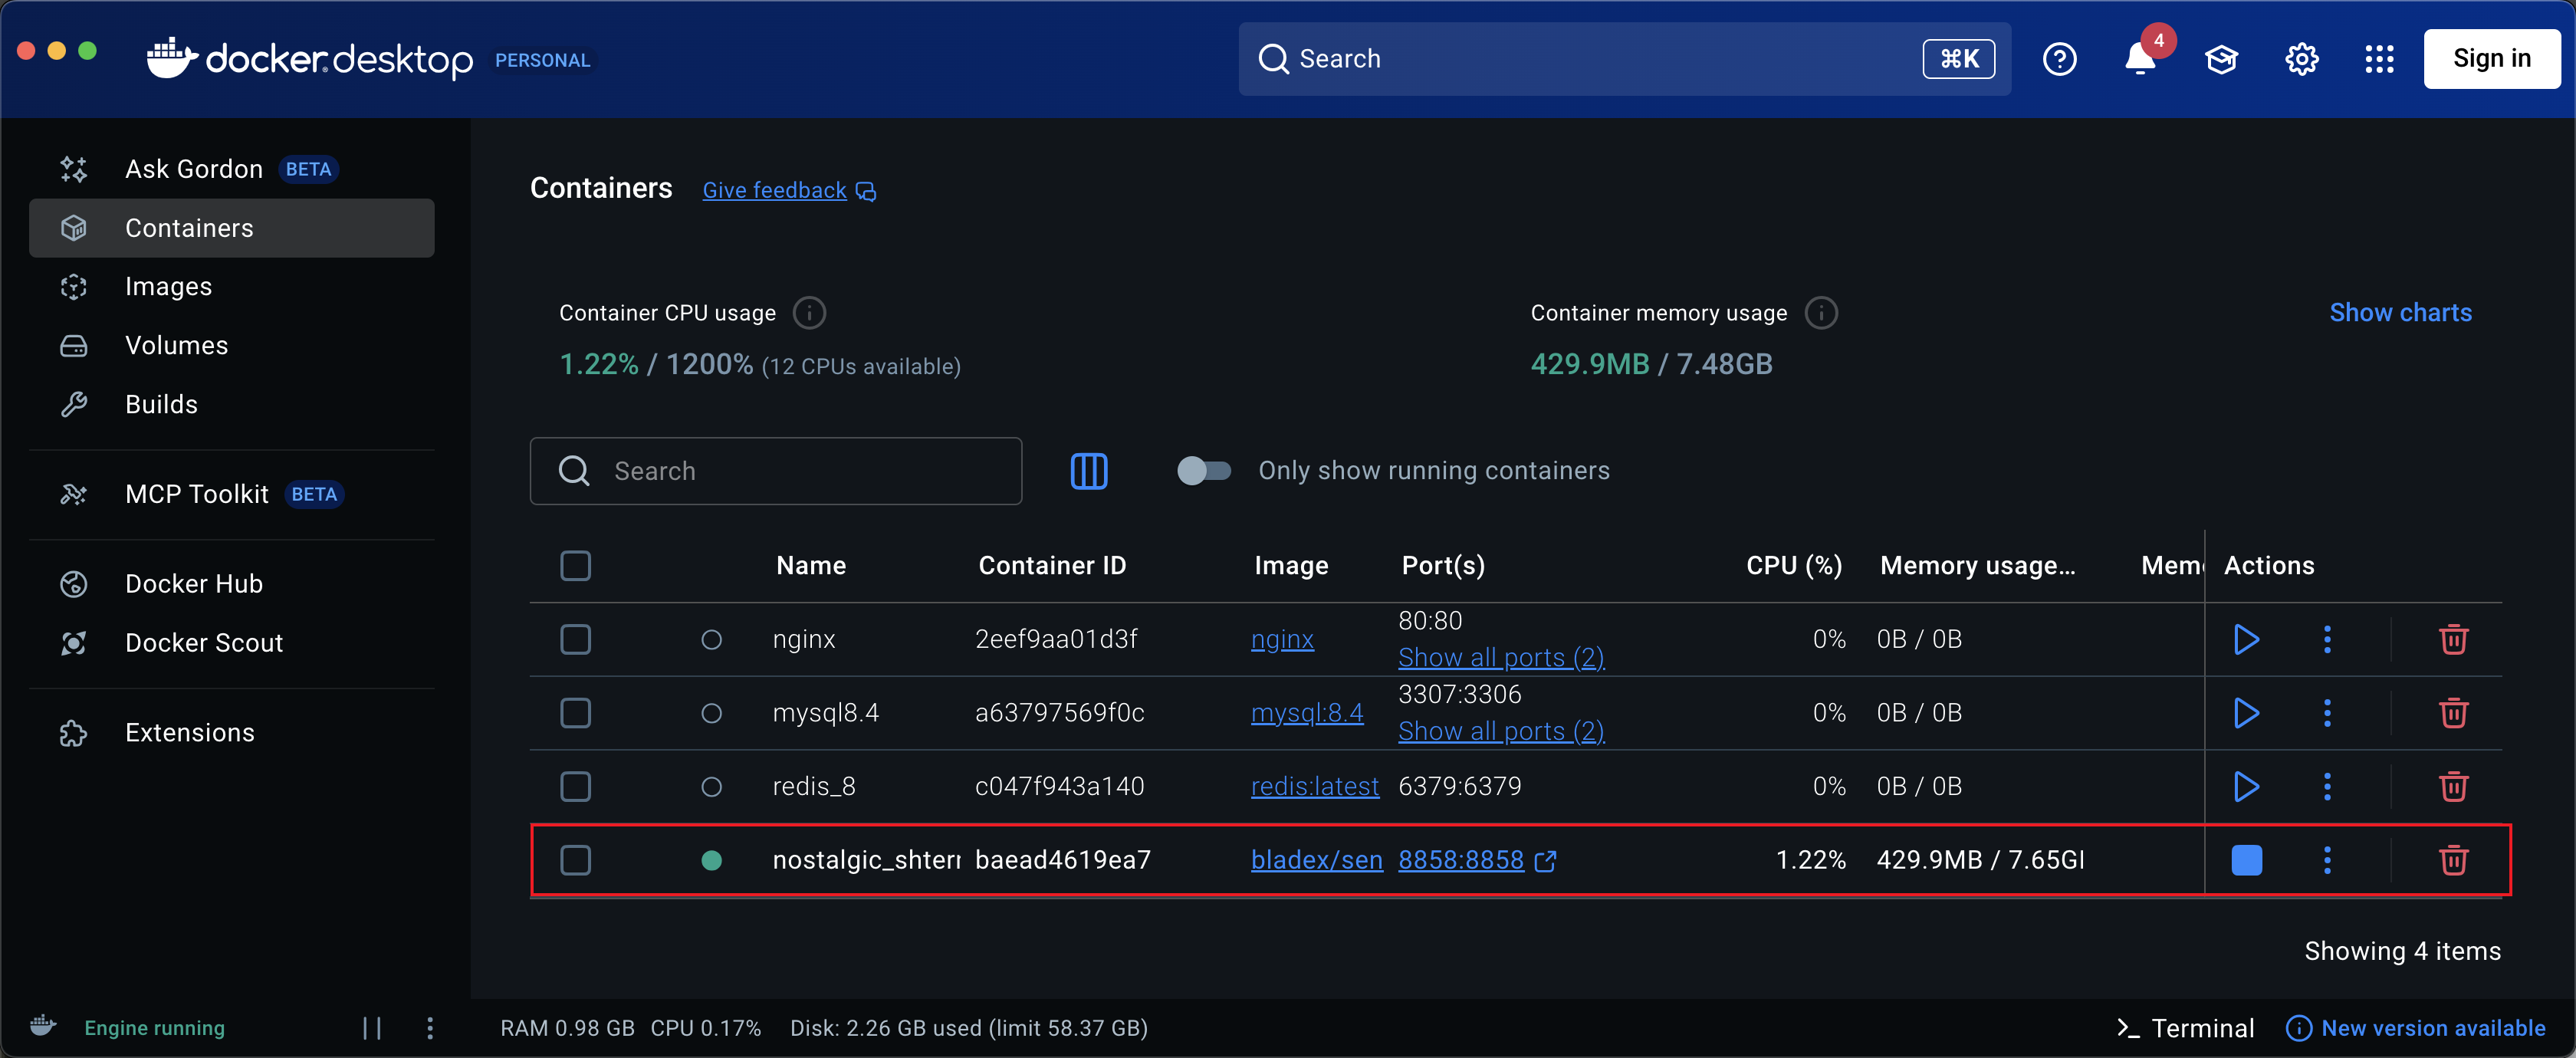 docker desktop PERSONAL
Search
⌘K
4
Sign in
Ask Gordon BETA
Containers
Images
Volumes
Builds
MCP Toolkit BETA
Docker Hub
Docker Scout
Extensions
Containers Give feedback
Container CPU usage
1.22% / 1200% (12 CPUs available)
Container memory usage
429.9MB / 7.48GB
Show charts
Search
Only show running containers
Name Container ID Image Port(s) CPU (%) Memory usage... Mem Actions
nginx 2eef9aa01d3f nginx 80:80 0% 0B / 0B
Show all ports (2)
mysql8.4 a63797569f0c mysql:8.4 3307:3306 0% 0B / 0B
Show all ports (2)
redis_8 c047f943a140 redis:latest 6379:6379 0% 0B / 0B
nostalgic_shter baead4619ea7 bladex/sen 8858:8858 1.22% 429.9MB / 7.65G
Showing 4 items
Engine running
RAM 0.98 GB CPU 0.17% Disk: 2.26 GB used (limit 58.37 GB)
>_ Terminal
New version available